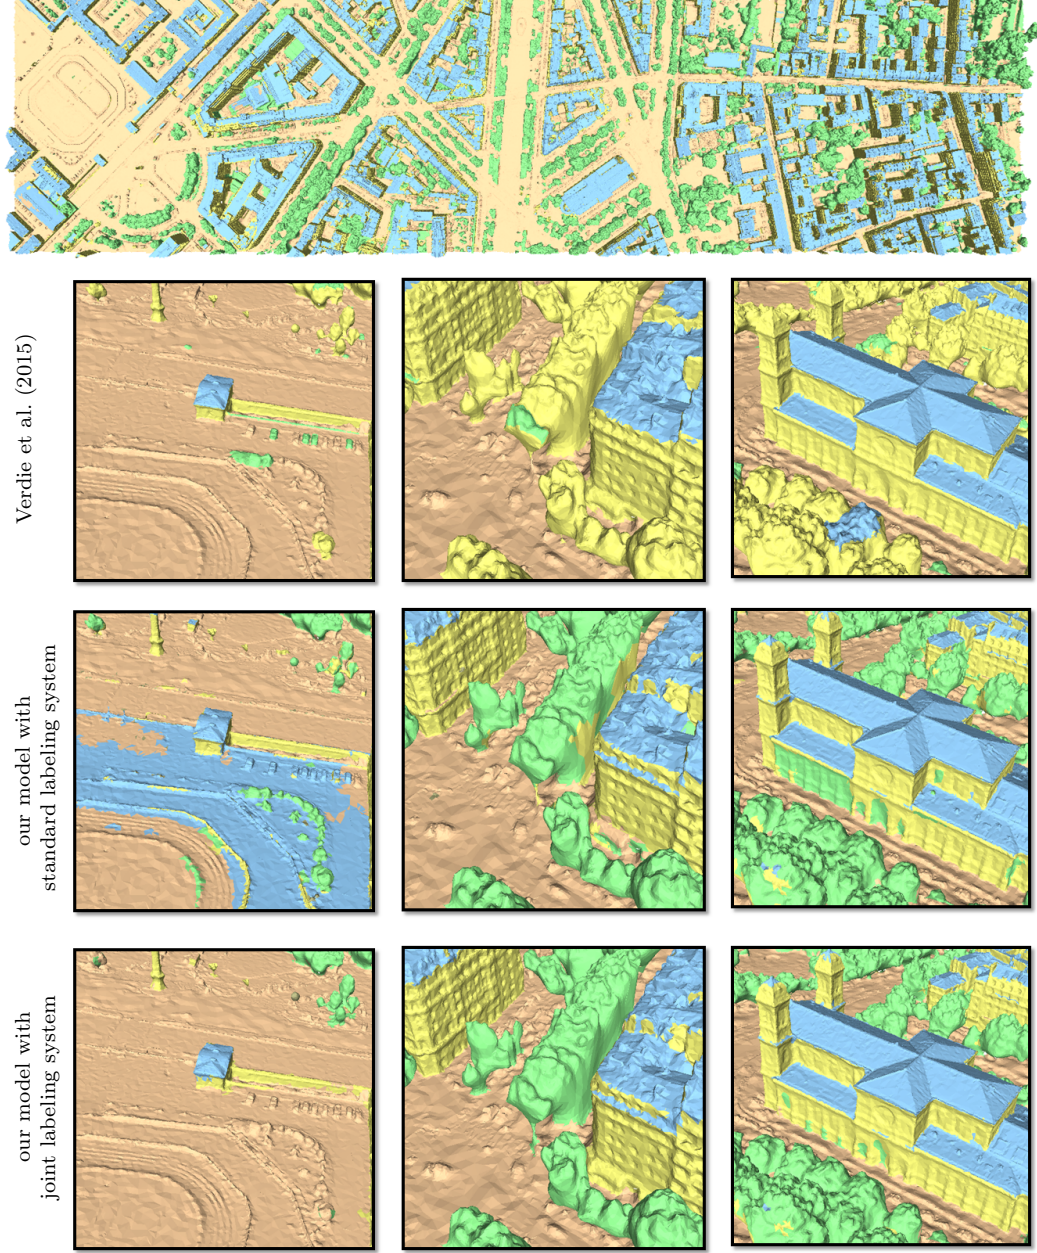 Verdie et al. (2015)
our model with
standard labeling system
our model with
joint labeling system